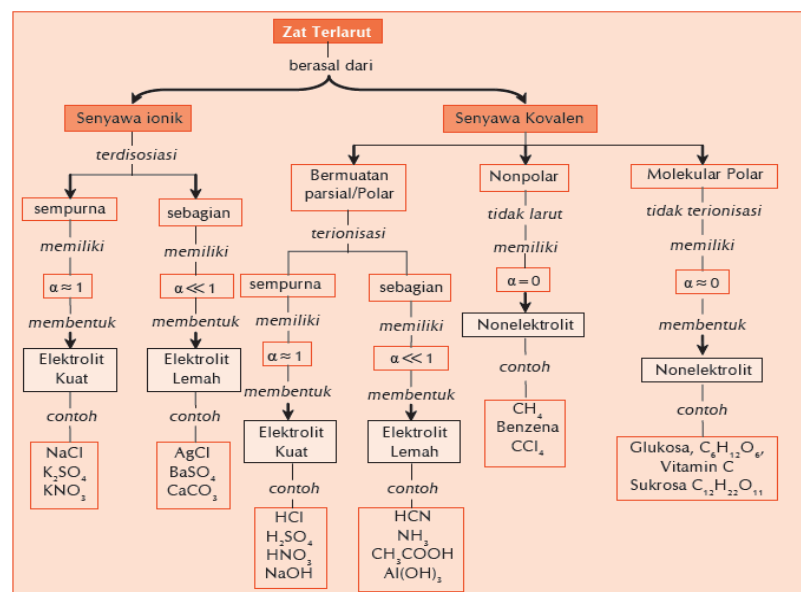 Zat Terlarut
berasal dari
Senyawa ionik
terdisosiasi
sempurna
memiliki
α ≈ 1
membentuk
Elektrolit
Kuat
contoh
NaCl
K₂SO₄
KNO₃
sebagian
memiliki
α ≪ 1
membentuk
Elektrolit
Lemah
contoh
AgCl
BaSO₄
CaCO₃
Senyawa Kovalen
Bermuatan
parsial/Polar
terionisasi
sempurna
memiliki
α ≈ 1
membentuk
Elektrolit
Kuat
contoh
HCl
H₂SO₄
HNO₃
NaOH
sebagian
memiliki
α ≪ 1
membentuk
Elektrolit
Lemah
contoh
HCN
NH₃
CH₃COOH
Al(OH)₃
Nonpolar
tidak larut
memiliki
α = 0
Nonelektrolit
contoh
CH₄
Benzena
CCl₄
Molekular Polar
tidak terionisasi
memiliki
α ≈ 0
membentuk
Nonelektrolit
contoh
Glukosa, C₆H₁₂O₆,
Vitamin C
Sukrosa C₁₂H₂₂O₁₁